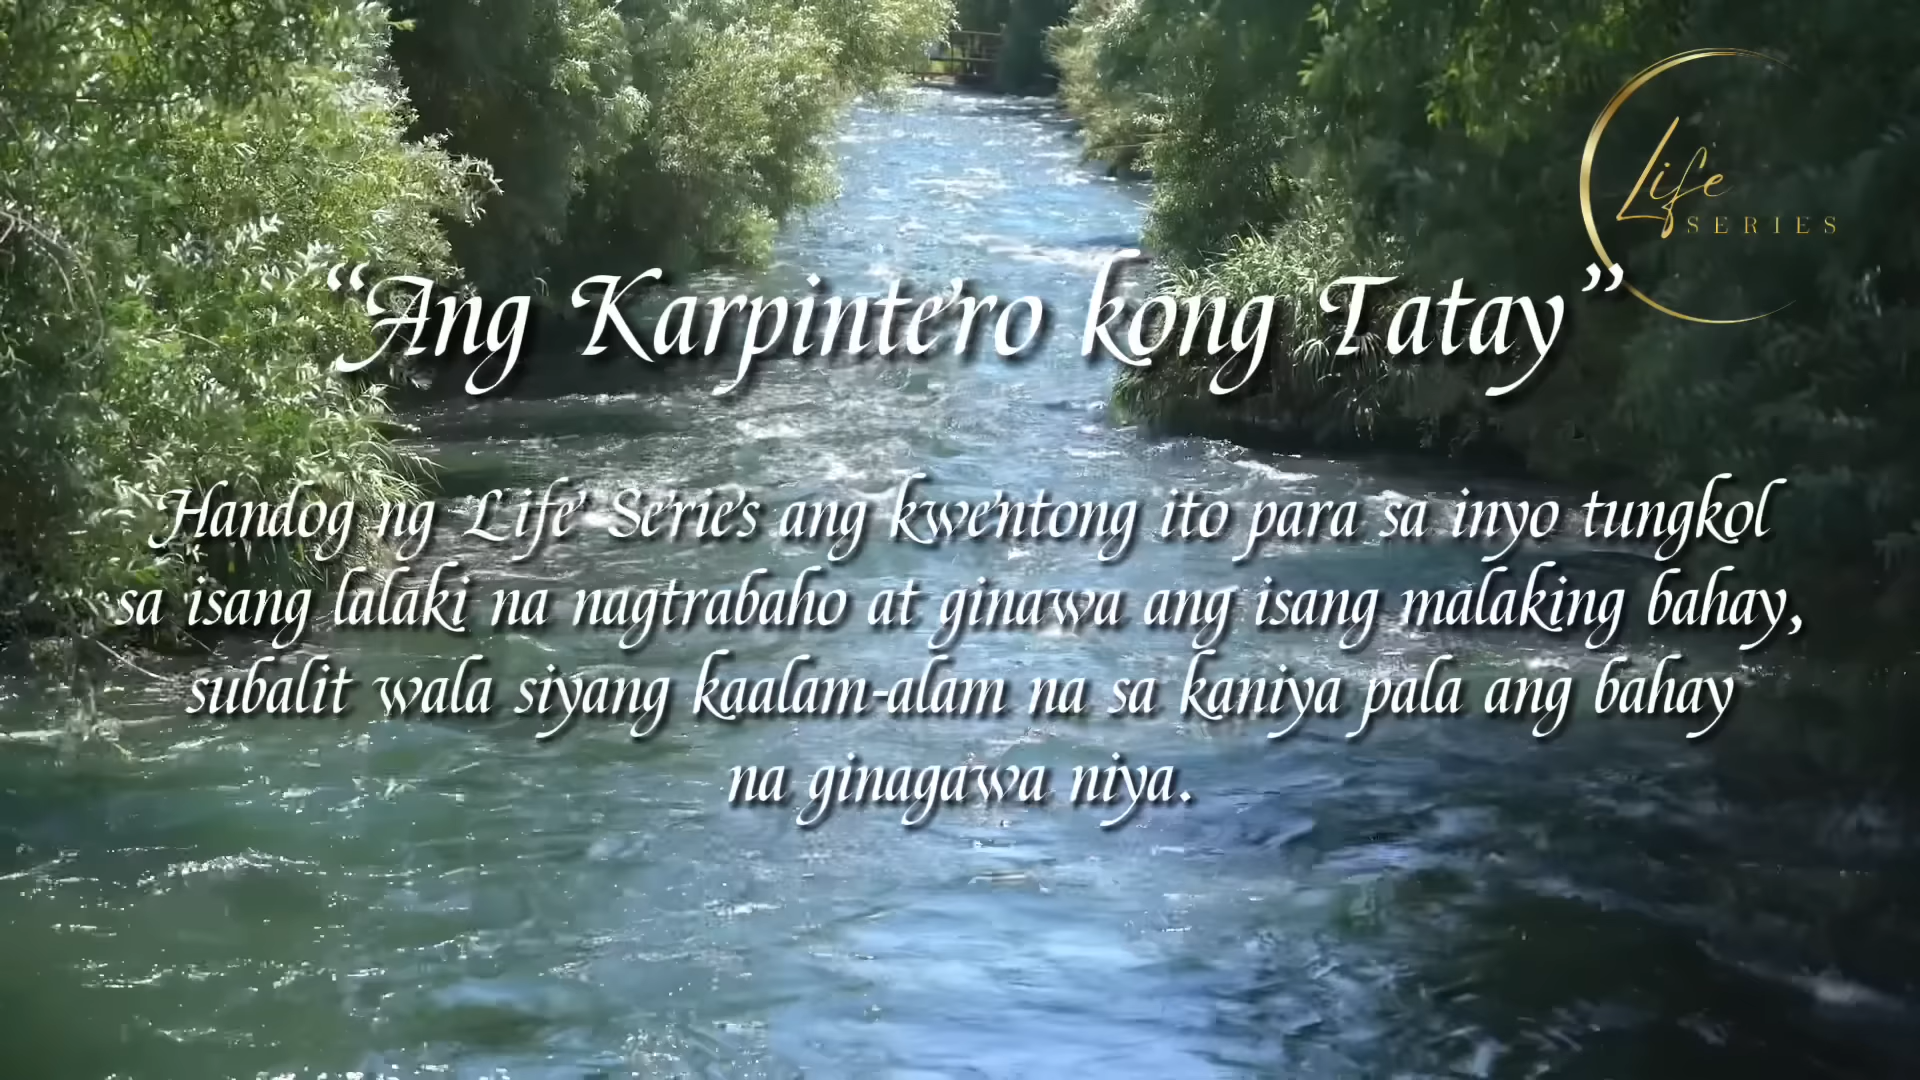 Life
SERIES
“Ang Karpintero kong Tatay”
Handog ng Life Series ang kwentong ito para sa inyo tungkol
sa isang lalaki na nagtrabaho at ginawa ang isang malaking bahay,
subalit wala siyang kaalam-alam na sa kaniya pala ang bahay
na ginagawa niya.